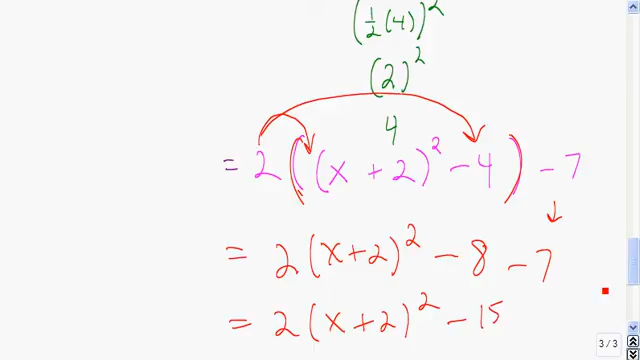 (½(4))²
(2)²
4
= 2((x + 2)² - 4) - 7
= 2(x+2)² - 8 - 7
= 2(x+2)² - 15
3 / 3